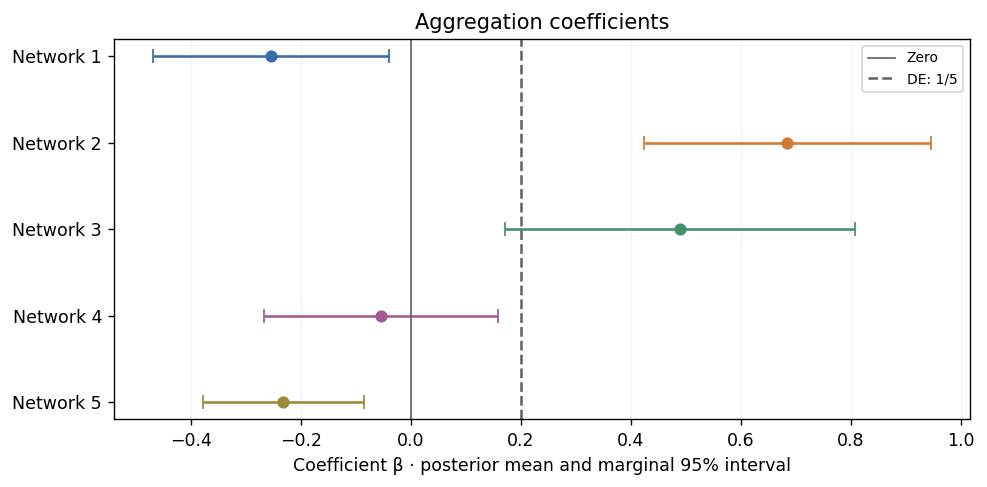 Aggregation coefficients
Network 1
Network 2
Network 3
Network 4
Network 5
Zero
DE: 1/5
−0.4 −0.2 0.0 0.2 0.4 0.6 0.8 1.0
Coefficient β · posterior mean and marginal 95% interval